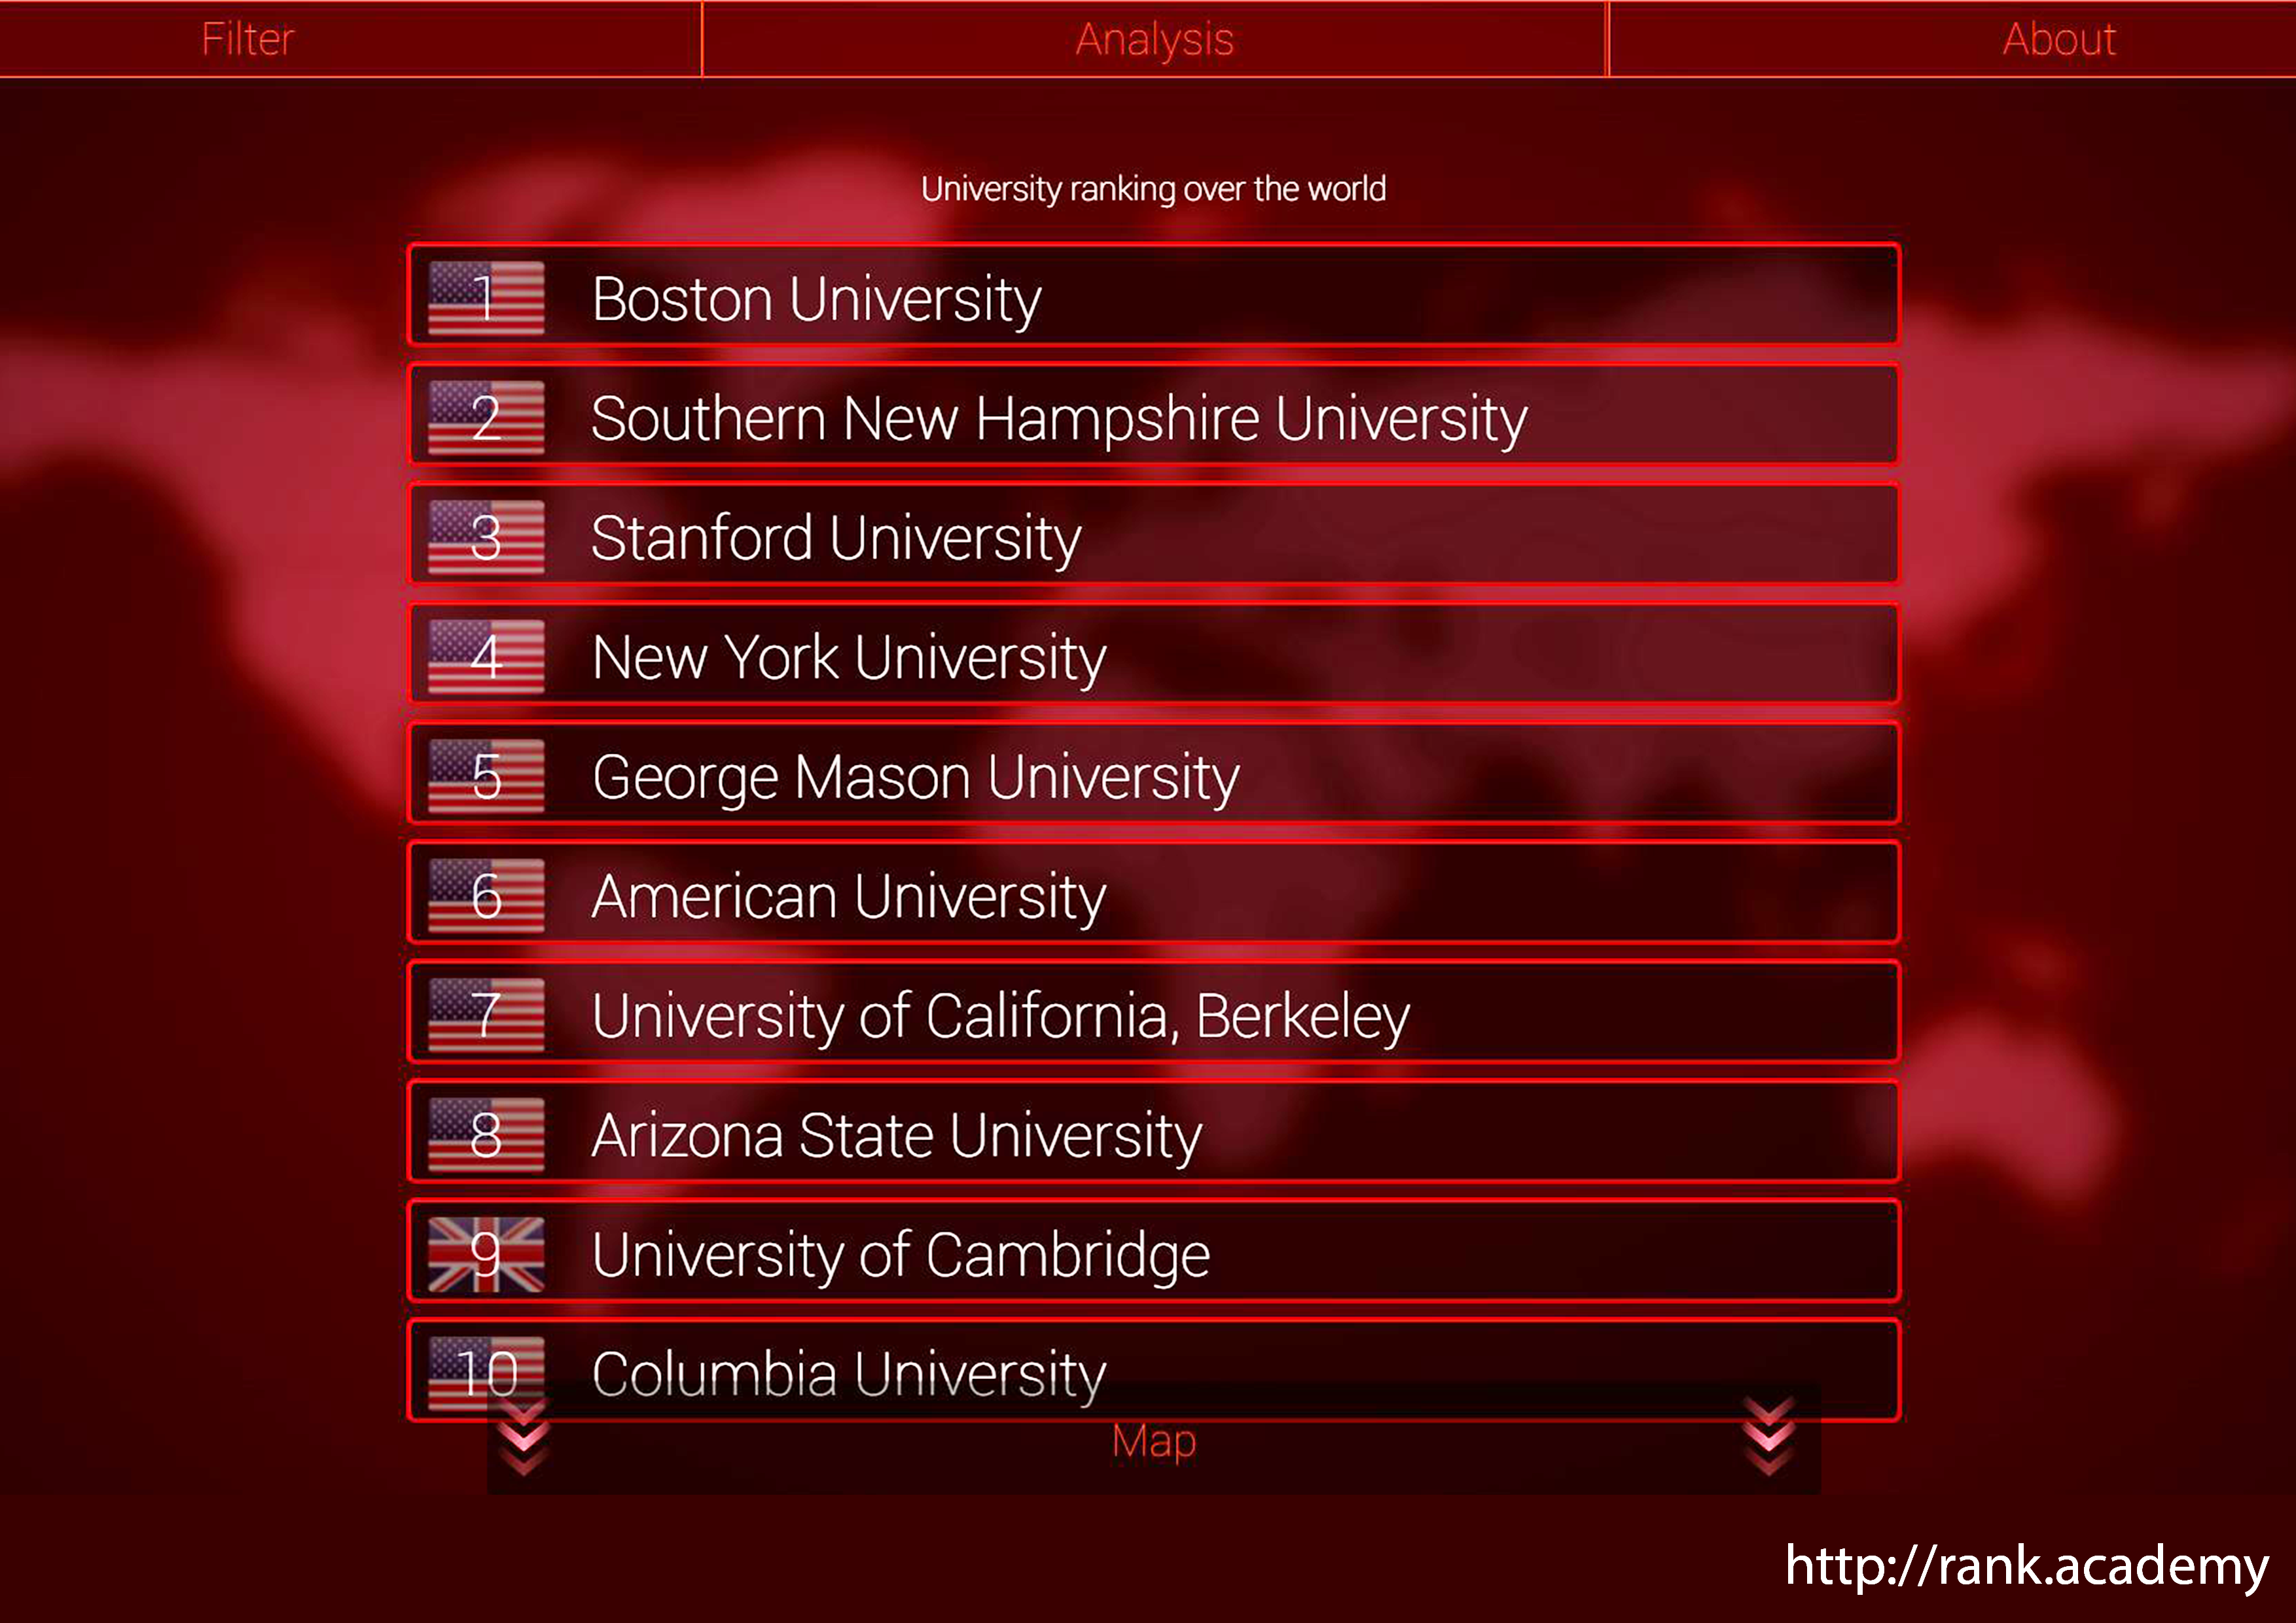 Filter
Analysis
About
University ranking over the world
1 Boston University
2 Southern New Hampshire University
3 Stanford University
4 New York University
5 George Mason University
6 American University
7 University of California, Berkeley
8 Arizona State University
9 University of Cambridge
10 Columbia University
Map
http://rank.academy